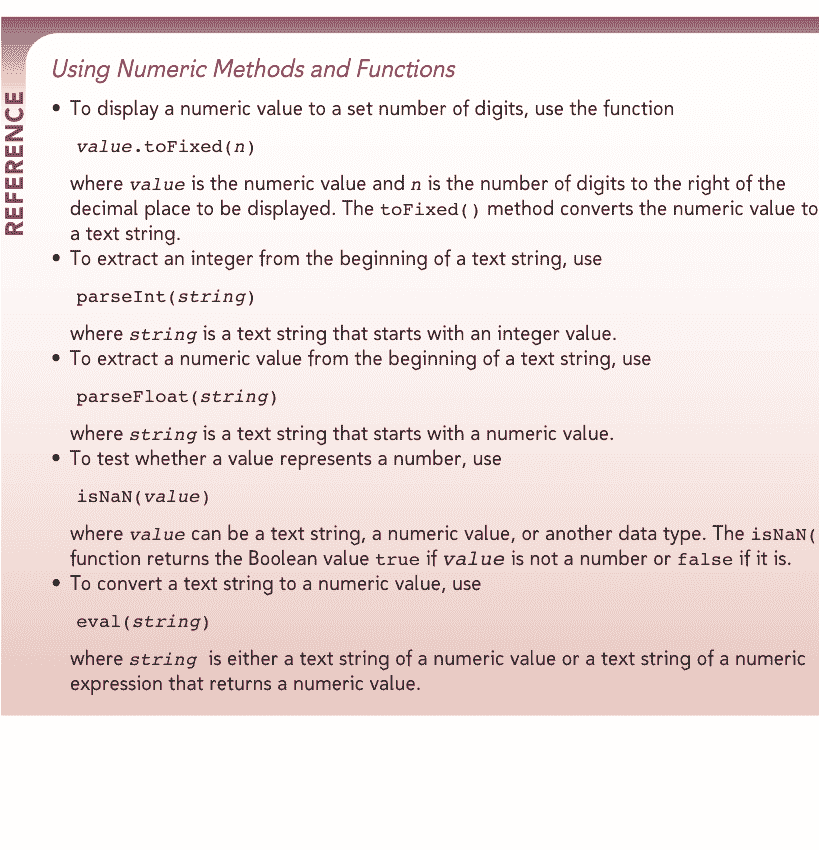 REFERENCE
Using Numeric Methods and Functions
• To display a numeric value to a set number of digits, use the function
value.toFixed(n)
where value is the numeric value and n is the number of digits to the right of the
decimal place to be displayed. The toFixed() method converts the numeric value to
a text string.
• To extract an integer from the beginning of a text string, use
parseInt(string)
where string is a text string that starts with an integer value.
• To extract a numeric value from the beginning of a text string, use
parseFloat(string)
where string is a text string that starts with a numeric value.
• To test whether a value represents a number, use
isNaN(value)
where value can be a text string, a numeric value, or another data type. The isNaN(
function returns the Boolean value true if value is not a number or false if it is.
• To convert a text string to a numeric value, use
eval(string)
where string is either a text string of a numeric value or a text string of a numeric
expression that returns a numeric value.